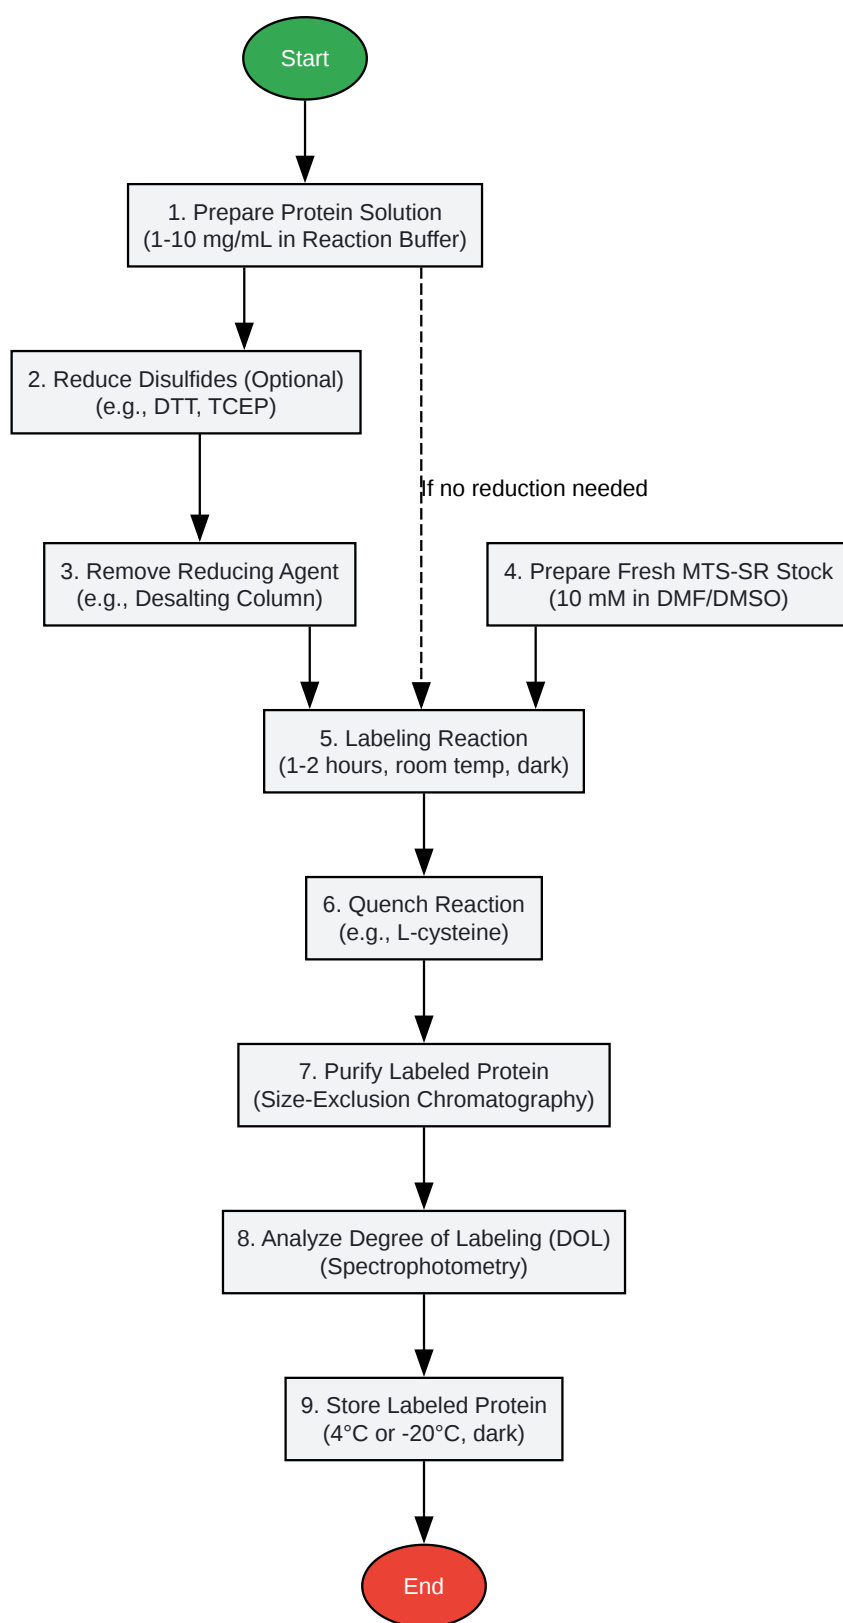 Start
1. Prepare Protein Solution
(1-10 mg/mL in Reaction Buffer)
2. Reduce Disulfides (Optional)
(e.g., DTT, TCEP)
If no reduction needed
3. Remove Reducing Agent
(e.g., Desalting Column)
4. Prepare Fresh MTS-SR Stock
(10 mM in DMF/DMSO)
5. Labeling Reaction
(1-2 hours, room temp, dark)
6. Quench Reaction
(e.g., L-cysteine)
7. Purify Labeled Protein
(Size-Exclusion Chromatography)
8. Analyze Degree of Labeling (DOL)
(Spectrophotometry)
9. Store Labeled Protein
(4°C or -20°C, dark)
End